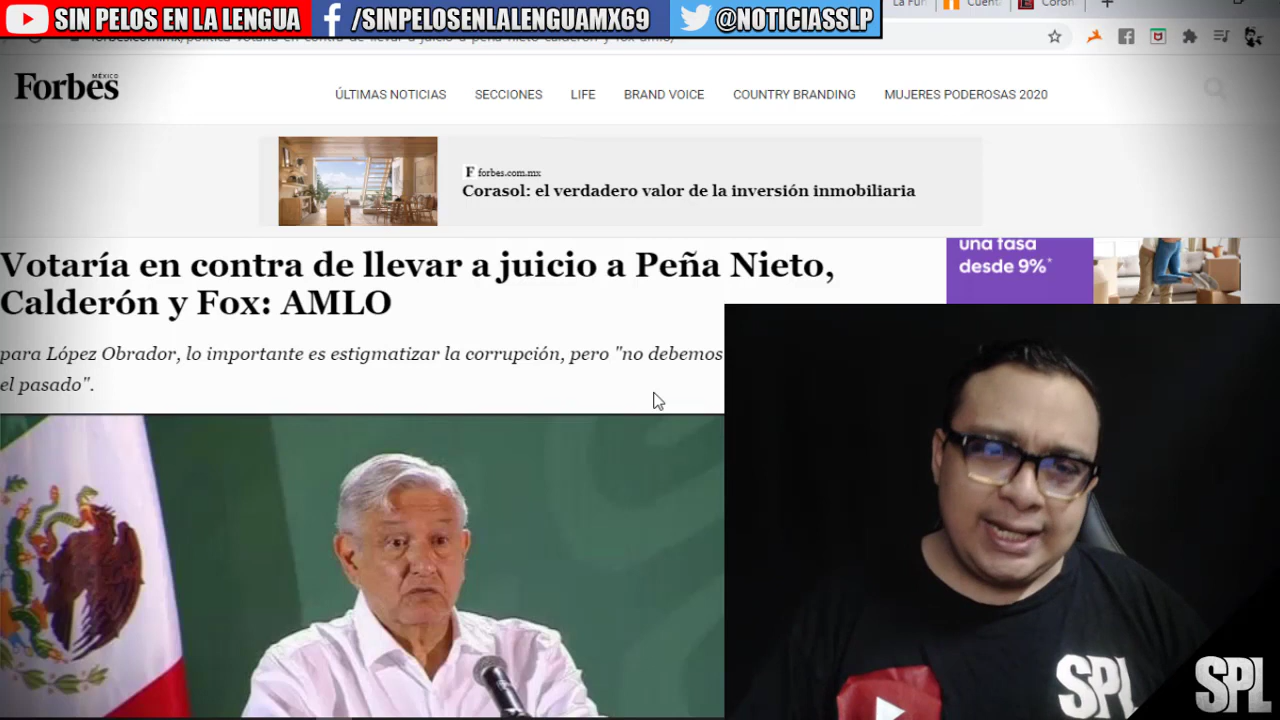 SIN PELOS EN LA LENGUA
/SINPELOSENLALENGUAMX69
@NOTICIASSLP
Forbes
MÉXICO
ÚLTIMAS NOTICIAS
SECCIONES
LIFE
BRAND VOICE
COUNTRY BRANDING
MUJERES PODEROSAS 2020
F forbes.com.mx
Corasol: el verdadero valor de la inversión inmobiliaria
Votaría en contra de llevar a juicio a Peña Nieto,
Calderón y Fox: AMLO
una tasa
desde 9%*
para López Obrador, lo importante es estigmatizar la corrupción, pero "no debemos
el pasado".
SPL
SPL